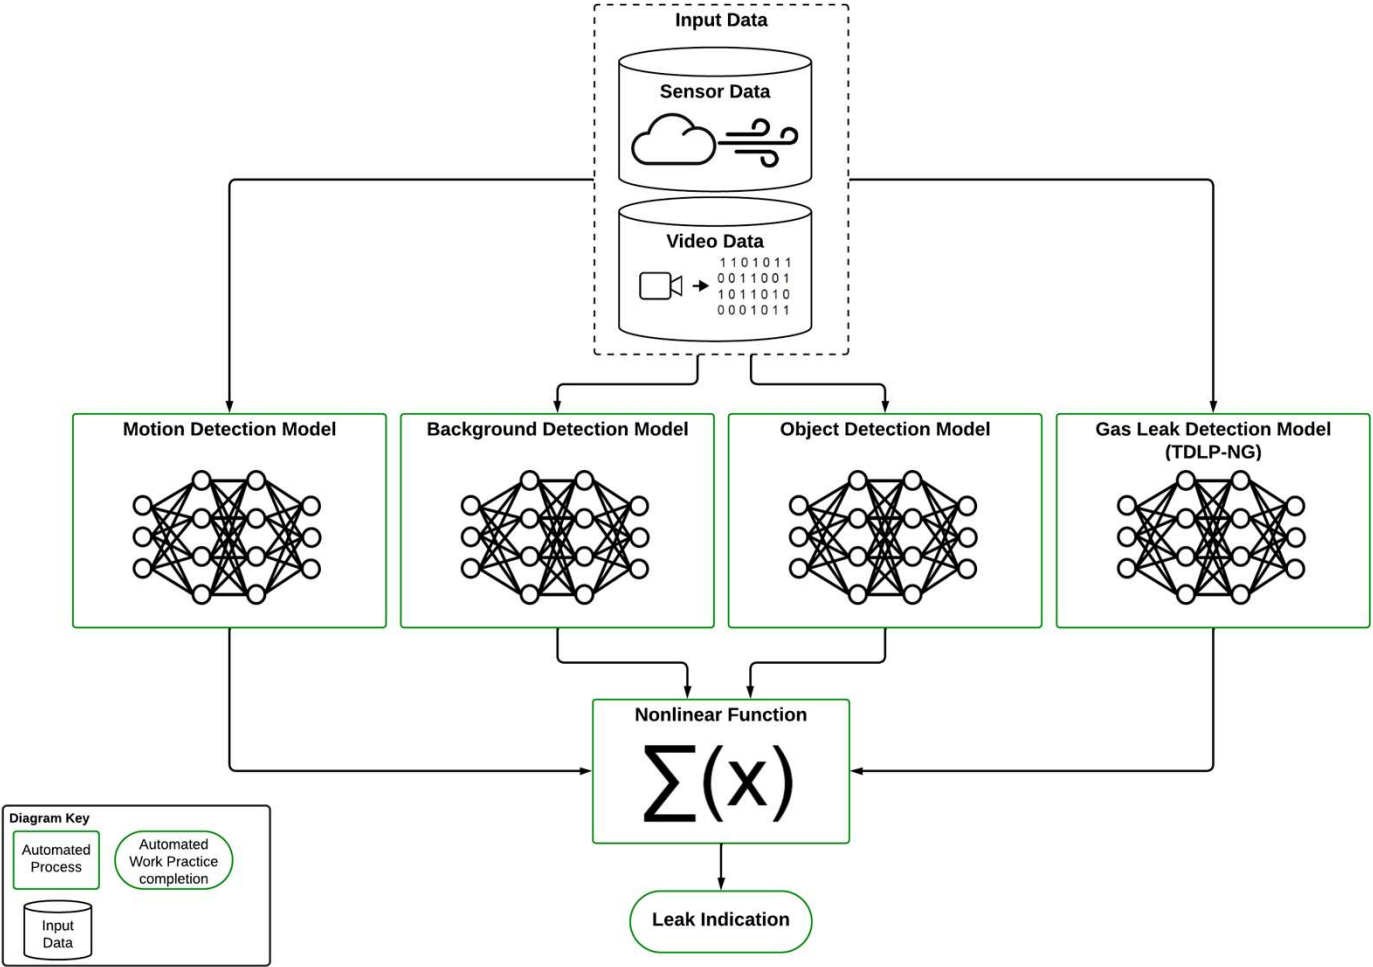 Input Data
Sensor Data
Video Data
1101011
0011001
1011010
0001011
Motion Detection Model
Background Detection Model
Object Detection Model
Gas Leak Detection Model
(TDLP-NG)
Nonlinear Function
∑(x)
Leak Indication
Diagram Key
Automated
Process
Automated
Work Practice
completion
Input
Data